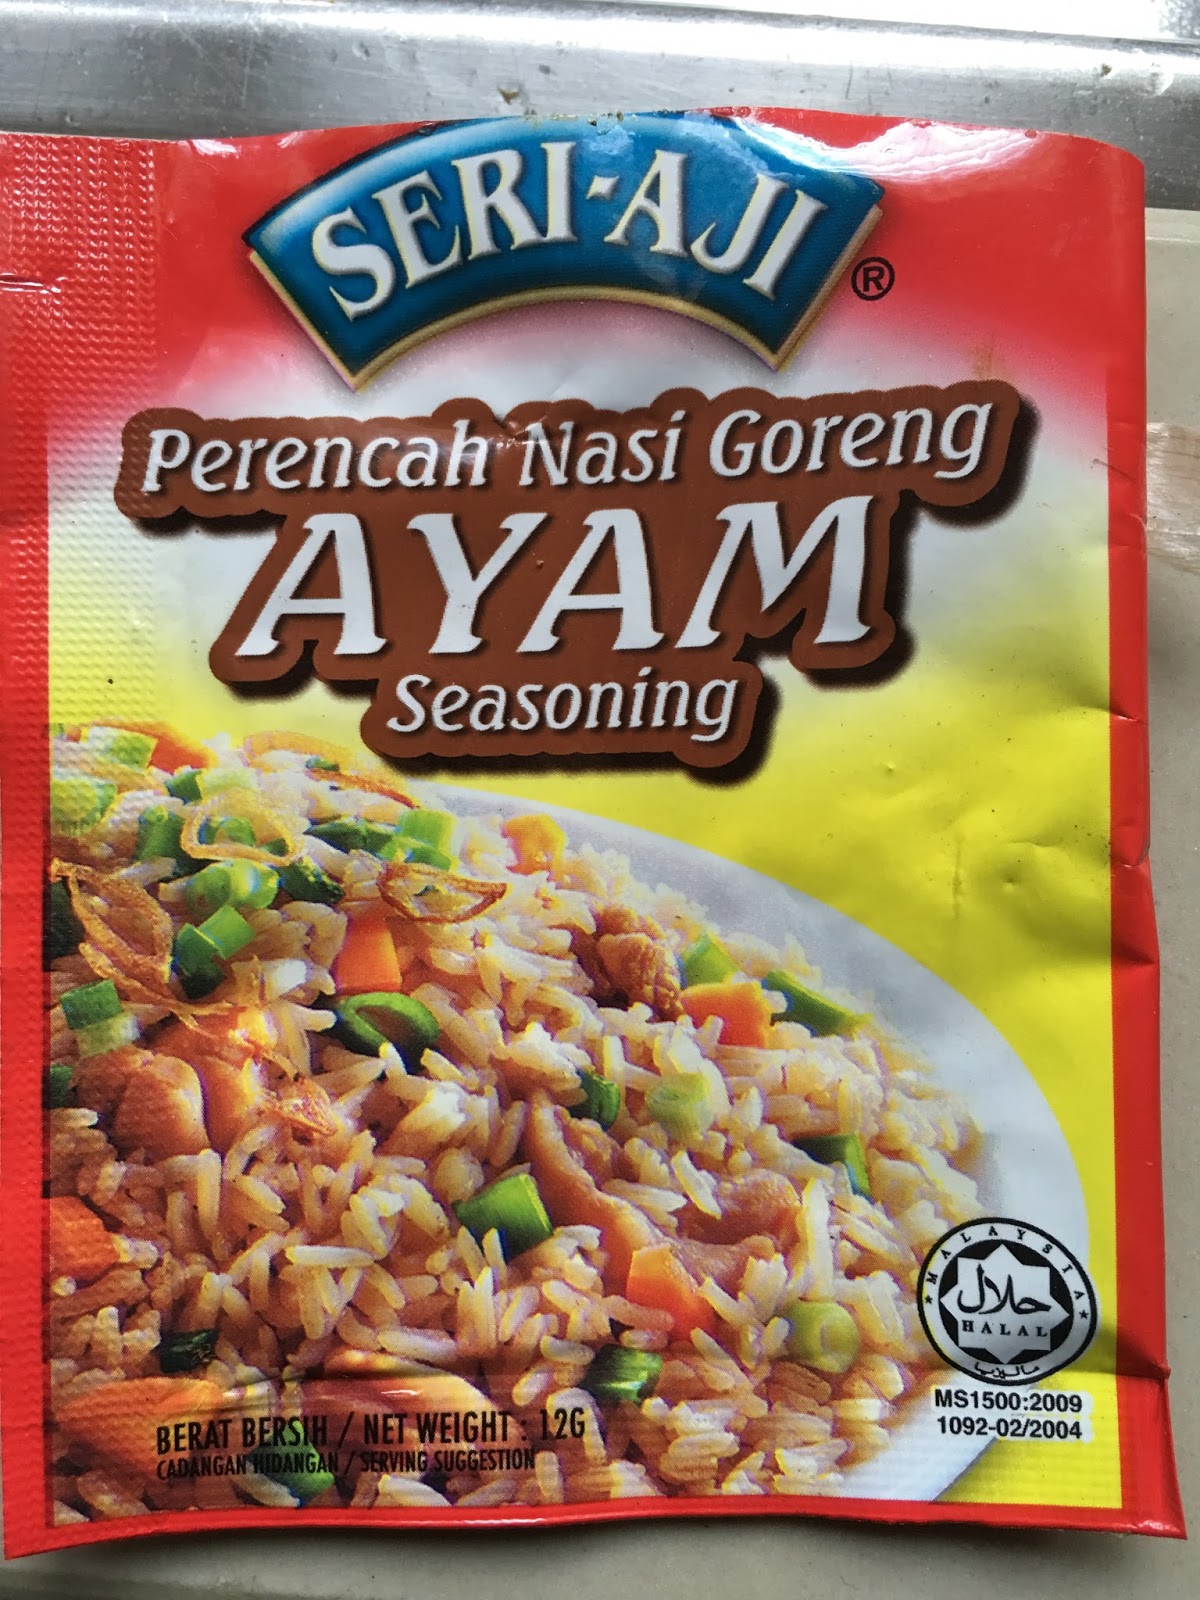 SERI-AJI
®
Perencah Nasi Goreng
AYAM
Seasoning
MALAYSIA
حلال
HALAL
ماليزيا
MS1500:2009
1092-02/2004
BERAT BERSIH / NET WEIGHT : 12G
CADANGAN HIDANGAN / SERVING SUGGESTION